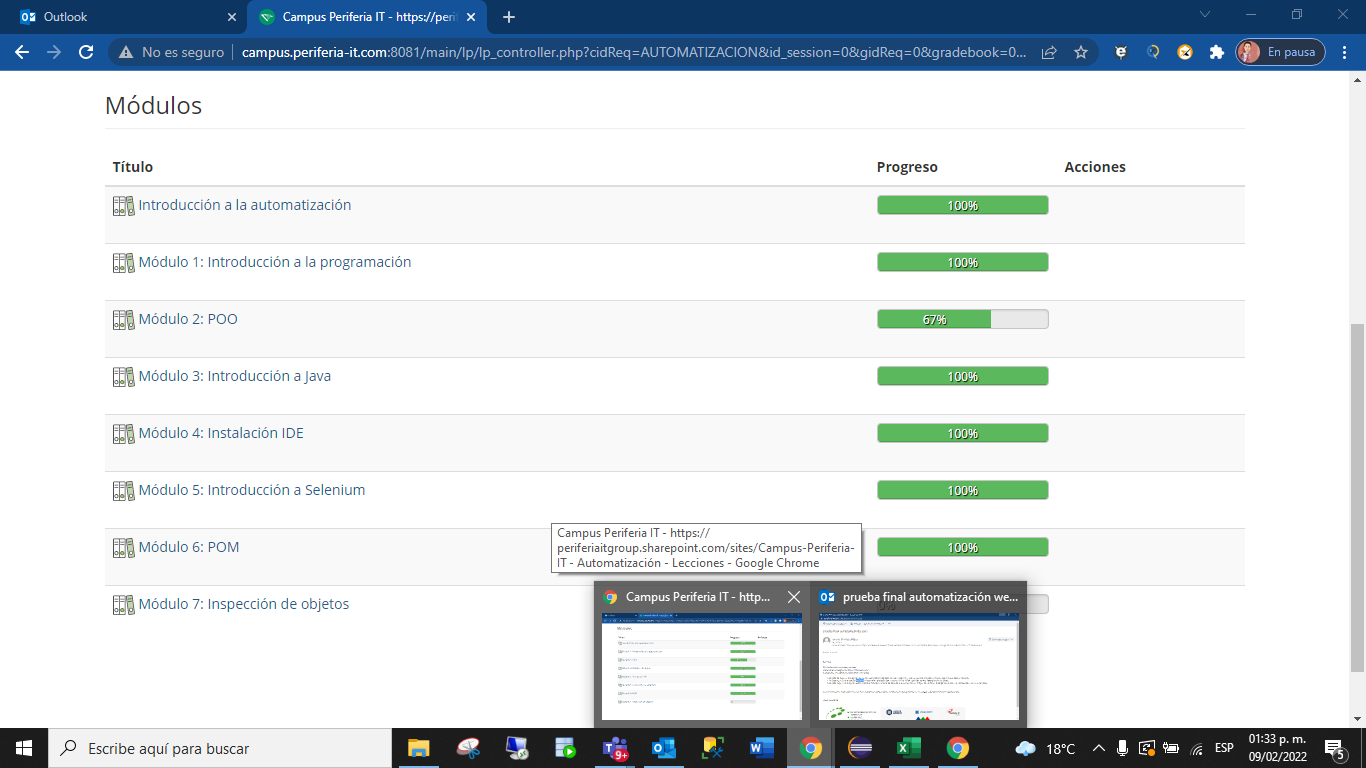 Outlook
Campus Periferia IT - https://peri
No es seguro
campus.periferia-it.com:8081/main/lp/lp_controller.php?cidReq=AUTOMATIZACION&id_session=0&gidReq=0&gradebook=0...
En pausa
Módulos
Título Progreso Acciones
Introducción a la automatización 100%
Módulo 1: Introducción a la programación 100%
Módulo 2: POO 67%
Módulo 3: Introducción a Java 100%
Módulo 4: Instalación IDE 100%
Módulo 5: Introducción a Selenium 100%
Campus Periferia IT - https://
periferiaitgroup.sharepoint.com/sites/Campus-Periferia-
IT - Automatización - Lecciones - Google Chrome
Módulo 6: POM 100%
Campus Periferia IT - http...
prueba final automatización we...
Módulo 7: Inspección de objetos
Escribe aquí para buscar
9+
18°C
ESP
01:33 p. m.
09/02/2022
5